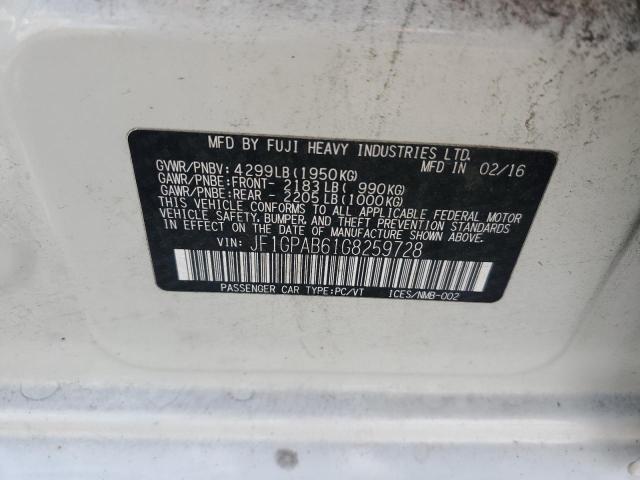 MFD BY FUJI HEAVY INDUSTRIES LTD.
GVWR/PNBV: 4299LB(1950KG) MFD IN 02/16
GAWR/PNBE:FRONT- 2183LB( 990KG)
GAWR/PNBE:REAR - 2205LB(1000KG)
THIS VEHICLE CONFORMS TO ALL APPLICABLE FEDERAL MOTOR
VEHICLE SAFETY,BUMPER, AND THEFT PREVENTION STANDARDS
IN EFFECT ON THE DATE OF MANUFACTURE SHOWN ABOVE.
VIN: JF1GPAB61G8259728
PASSENGER CAR TYPE:PC/VT ICES/NMB-002